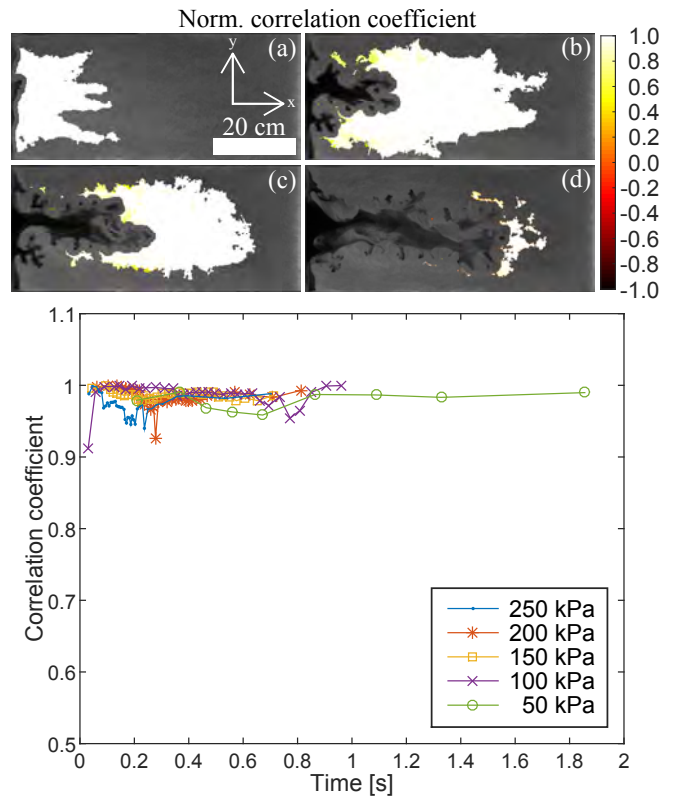 Norm. correlation coefficient
(a)
y
x
20 cm
(b)
(c)
(d)
1.0
0.8
0.6
0.4
0.2
0.0
-0.2
-0.4
-0.6
-0.8
-1.0
1.1
1
0.9
0.8
0.7
0.6
0.5
Correlation coefficient
0 0.2 0.4 0.6 0.8 1 1.2 1.4 1.6 1.8 2
Time [s]
250 kPa
200 kPa
150 kPa
100 kPa
50 kPa